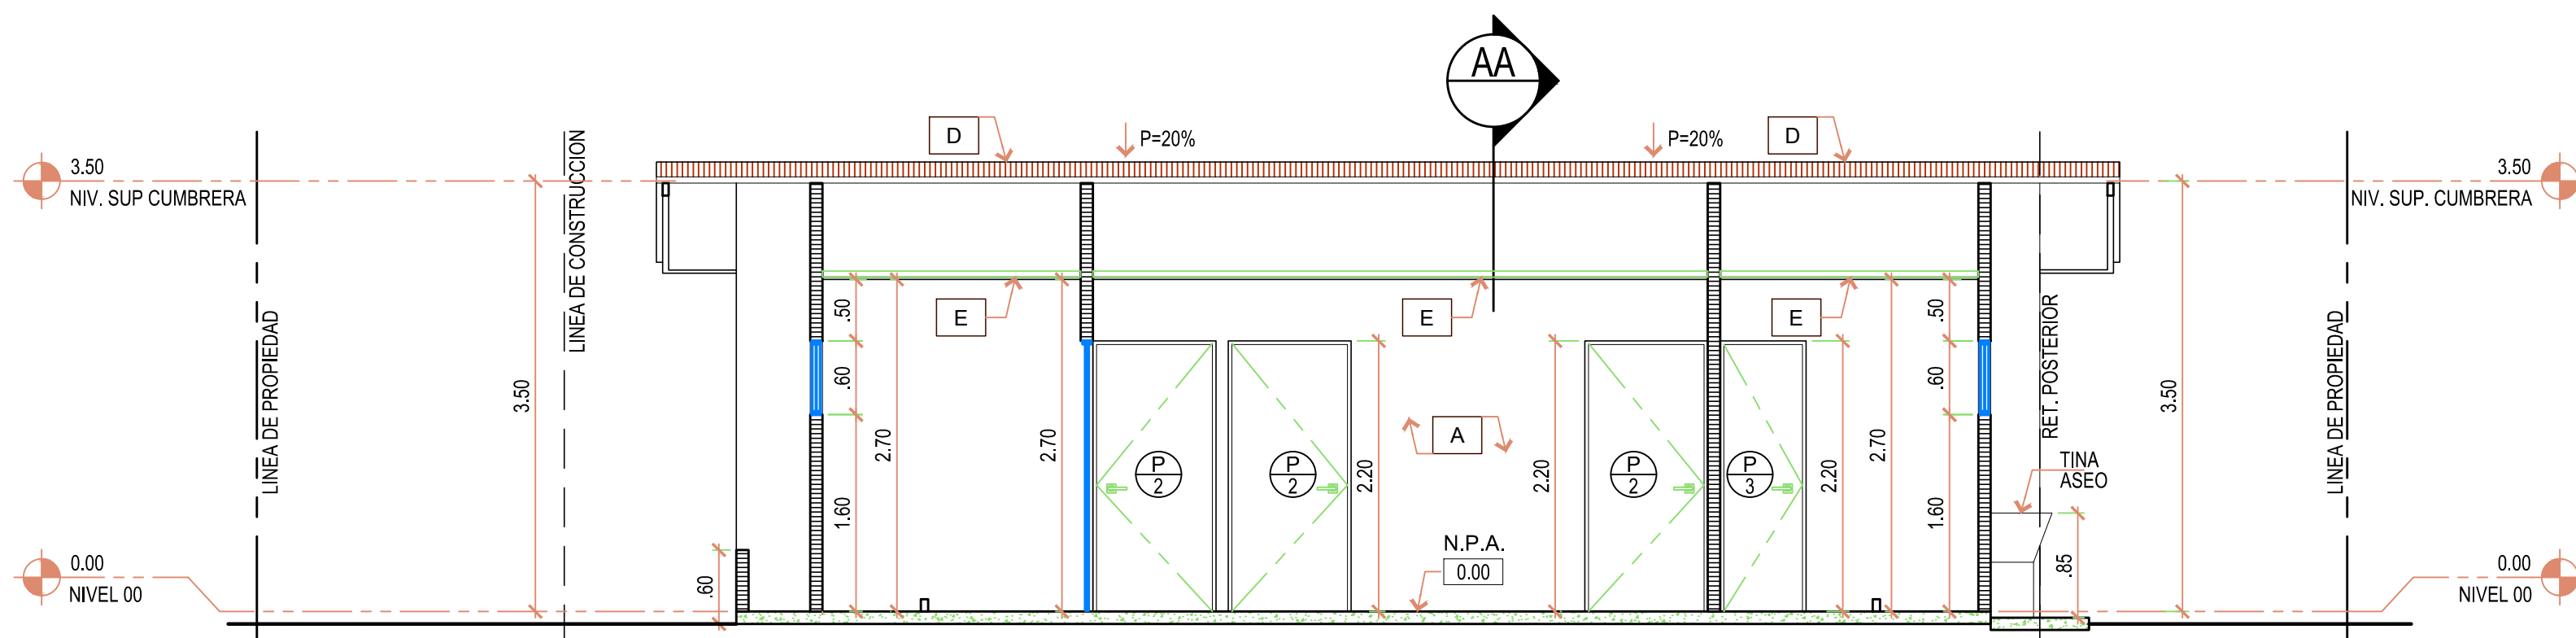 AA
D
P=20%
P=20%
D
3.50
NIV. SUP CUMBRERA
3.50
NIV. SUP. CUMBRERA
LINEA DE CONSTRUCCION
LINEA DE PROPIEDAD
RET. POSTERIOR
LINEA DE PROPIEDAD
E
E
E
.50
.50
.60
.60
3.50
3.50
2.70
2.70
2.70
A
P
2
P
2
P
2
P
3
2.20
2.20
2.20
1.60
1.60
TINA
ASEO
N.P.A.
0.00
.60
.85
0.00
NIVEL 00
0.00
NIVEL 00